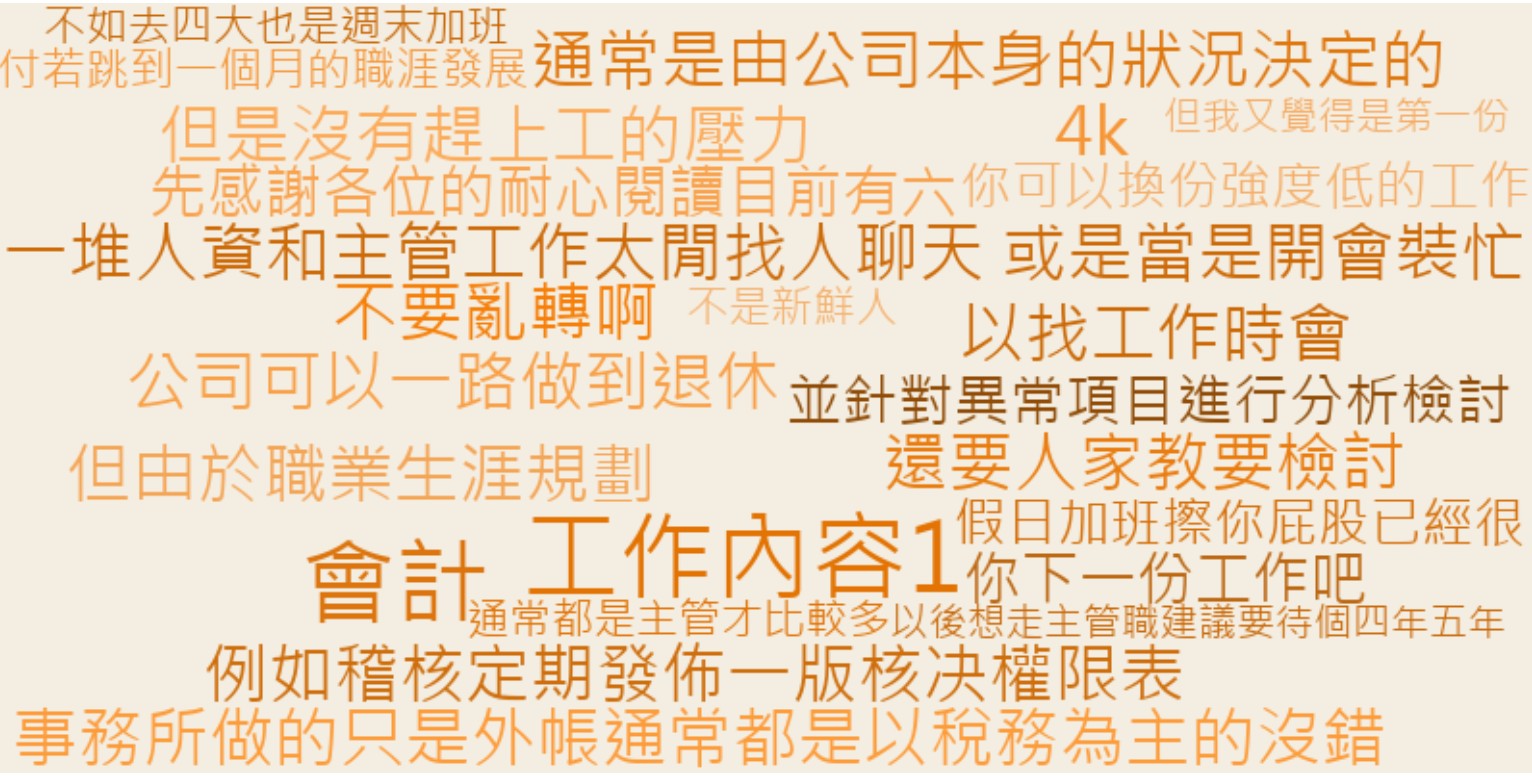 不如去四大也是週末加班
付若跳到一個月的職涯發展
通常是由公司本身的狀況決定的
但是沒有趕上工的壓力
4k
但我又覺得是第一份
先感謝各位的耐心閱讀目前有六
你可以換份強度低的工作
一堆人資和主管工作太閒找人聊天 或是當是開會裝忙
不要亂轉啊
不是新鮮人
以找工作時會
公司可以一路做到退休
並針對異常項目進行分析檢討
但由於職業生涯規劃
還要人家教要檢討
會計
工作內容1
假日加班擦你屁股已經很
你下一份工作吧
通常都是主管才比較多
以後想走主管職建議要待個四年五年
例如稽核定期發佈一版核決權限表
事務所做的只是外帳通常都是以稅務為主的沒錯